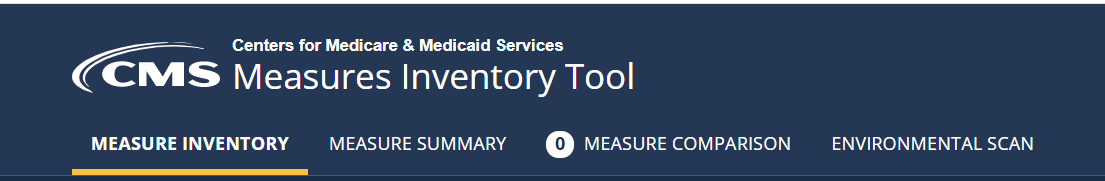 Centers for Medicare & Medicaid Services
CMS Measures Inventory Tool
MEASURE INVENTORY MEASURE SUMMARY 0 MEASURE COMPARISON ENVIRONMENTAL SCAN